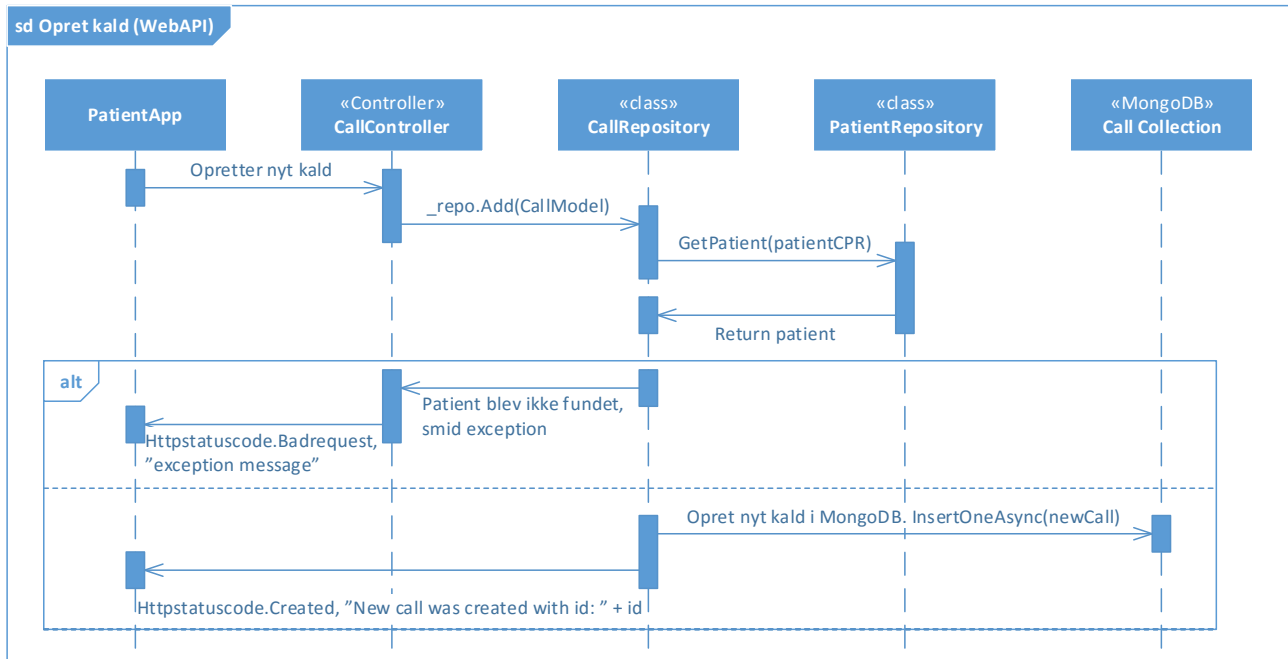 sd Opret kald (WebAPI)
PatientApp
«Controller»
CallController
«class»
CallRepository
«class»
PatientRepository
«MongoDB»
Call Collection
Opretter nyt kald
_repo.Add(CallModel)
GetPatient(patientCPR)
Return patient
alt
Patient blev ikke fundet,
smid exception
Httpstatuscode.Badrequest,
”exception message”
Opret nyt kald i MongoDB. InsertOneAsync(newCall)
Httpstatuscode.Created, ”New call was created with id: ” + id